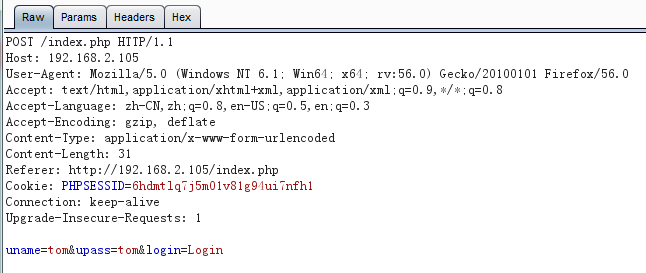 Raw Params Headers Hex
POST /index.php HTTP/1.1
Host: 192.168.2.105
User-Agent: Mozilla/5.0 (Windows NT 6.1; Win64; x64; rv:56.0) Gecko/20100101 Firefox/56.0
Accept: text/html,application/xhtml+xml,application/xml;q=0.9,*/*;q=0.8
Accept-Language: zh-CN,zh;q=0.8,en-US;q=0.5,en;q=0.3
Accept-Encoding: gzip, deflate
Content-Type: application/x-www-form-urlencoded
Content-Length: 31
Referer: http://192.168.2.105/index.php
Cookie: PHPSESSID=6hdmtlq7j5m01v81g94ui7nfh1
Connection: keep-alive
Upgrade-Insecure-Requests: 1
uname=tom&upass=tom&login=Login